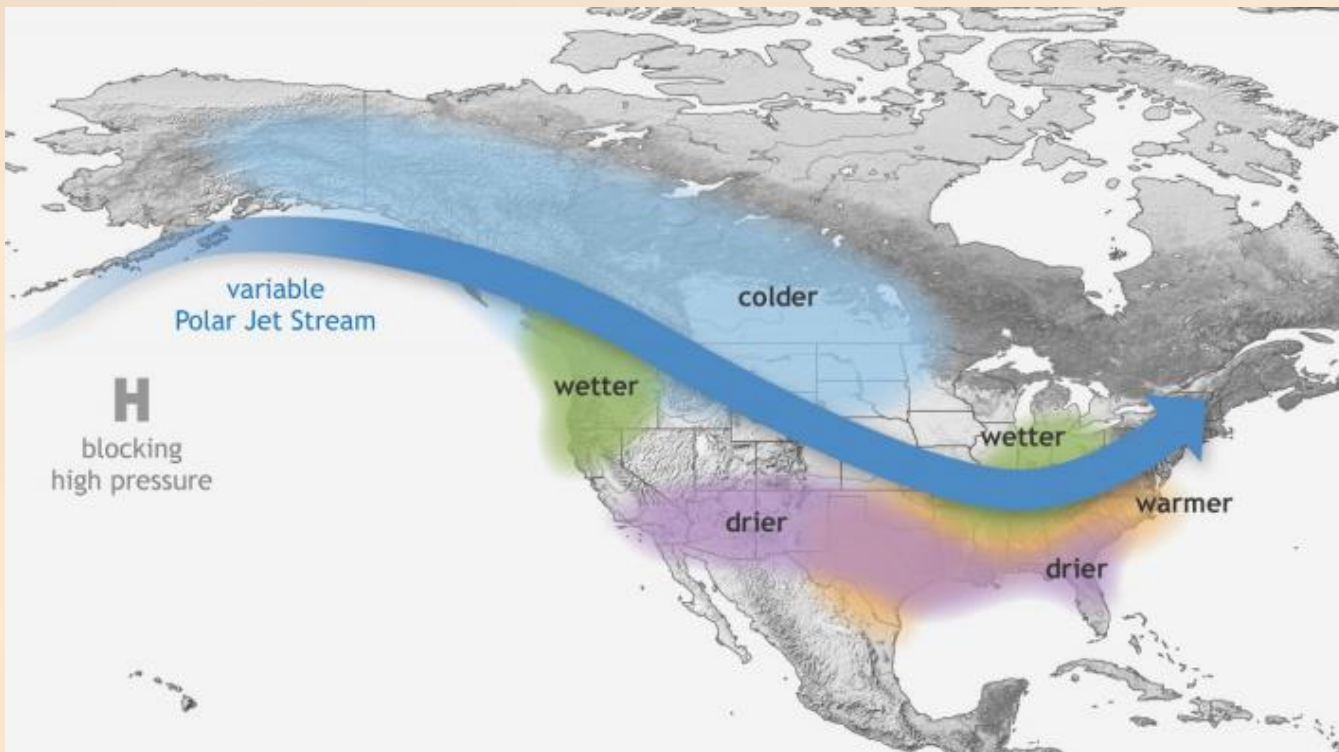 variable
Polar Jet Stream
colder
wetter
H
blocking
high pressure
wetter
warmer
drier
drier